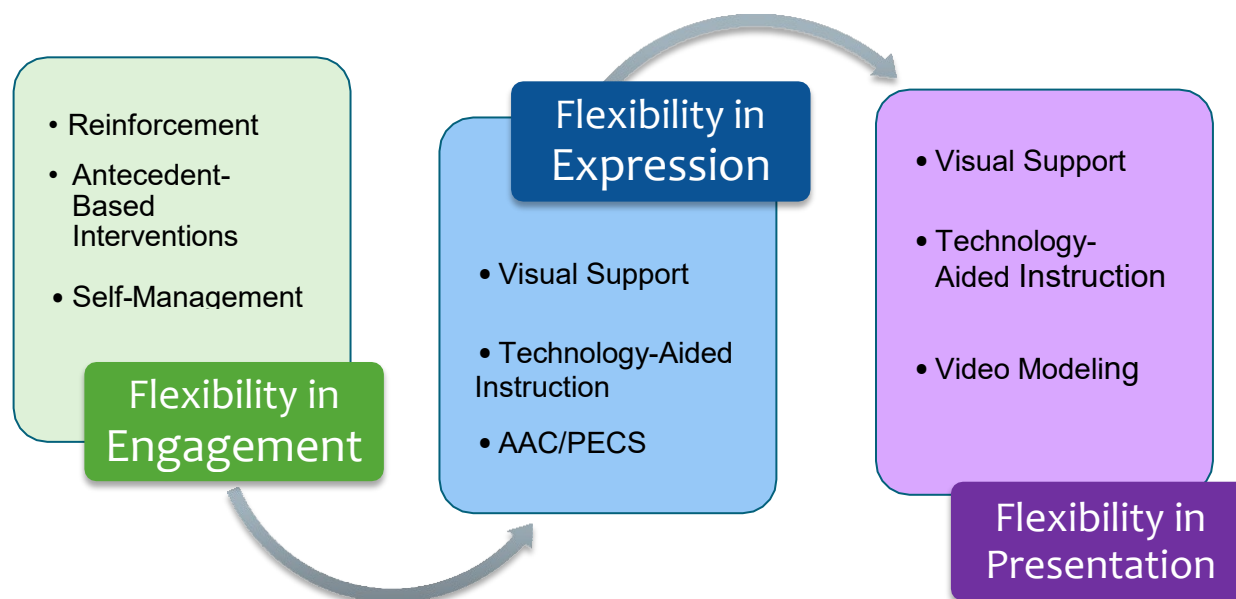 • Reinforcement
• Antecedent-
Based
Interventions
• Self-Management
Flexibility in
Engagement
Flexibility in
Expression
• Visual Support
• Technology-Aided
Instruction
• AAC/PECS
• Visual Support
• Technology-
Aided Instruction
• Video Modeling
Flexibility in
Presentation